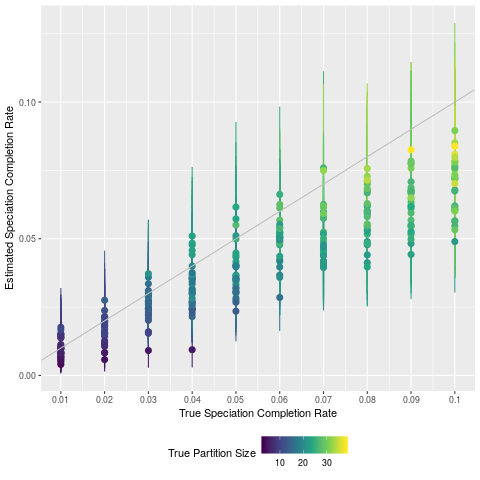 Estimated Speciation Completion Rate
0.10
0.05
0.00
0.01 0.02 0.03 0.04 0.05 0.06 0.07 0.08 0.09 0.1
True Speciation Completion Rate
True Partition Size
10 20 30